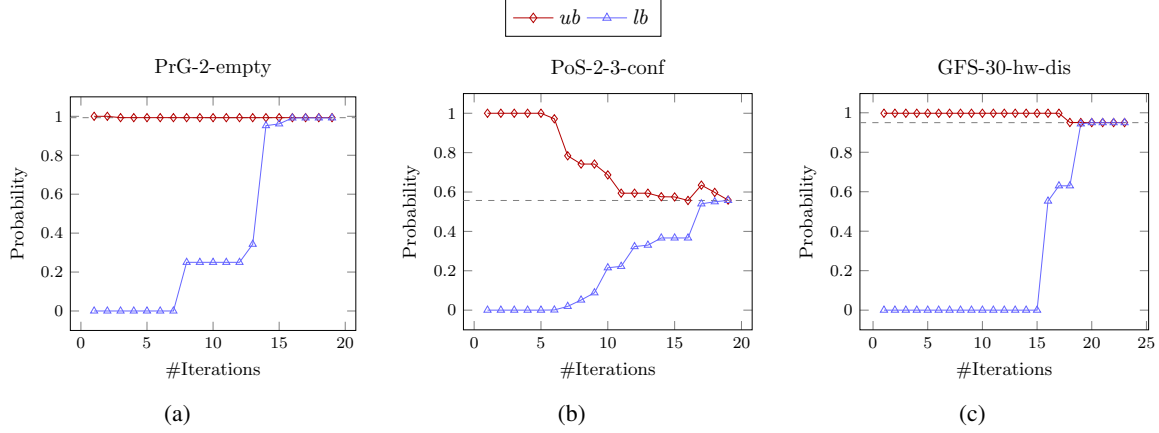 ub lb
PrG-2-empty
1
0.8
0.6
0.4
0.2
0
Probability
0 5 10 15 20
#Iterations
(a)
PoS-2-3-conf
1
0.8
0.6
0.4
0.2
0
Probability
0 5 10 15 20
#Iterations
(b)
GFS-30-hw-dis
1
0.8
0.6
0.4
0.2
0
Probability
0 5 10 15 20 25
#Iterations
(c)